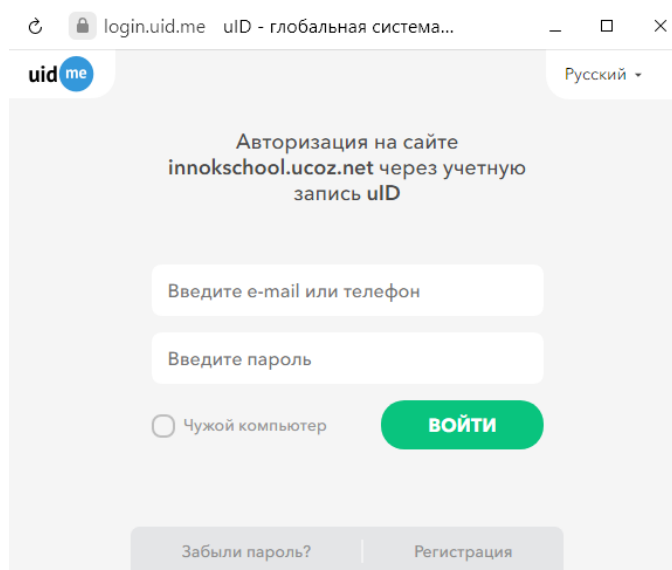 login.uid.me uID - глобальная система...
uid me
Русский
Авторизация на сайте
innokschool.ucoz.net через учетную
запись uID
Введите e-mail или телефон
Введите пароль
Чужой компьютер
ВОЙТИ
Забыли пароль?
Регистрация